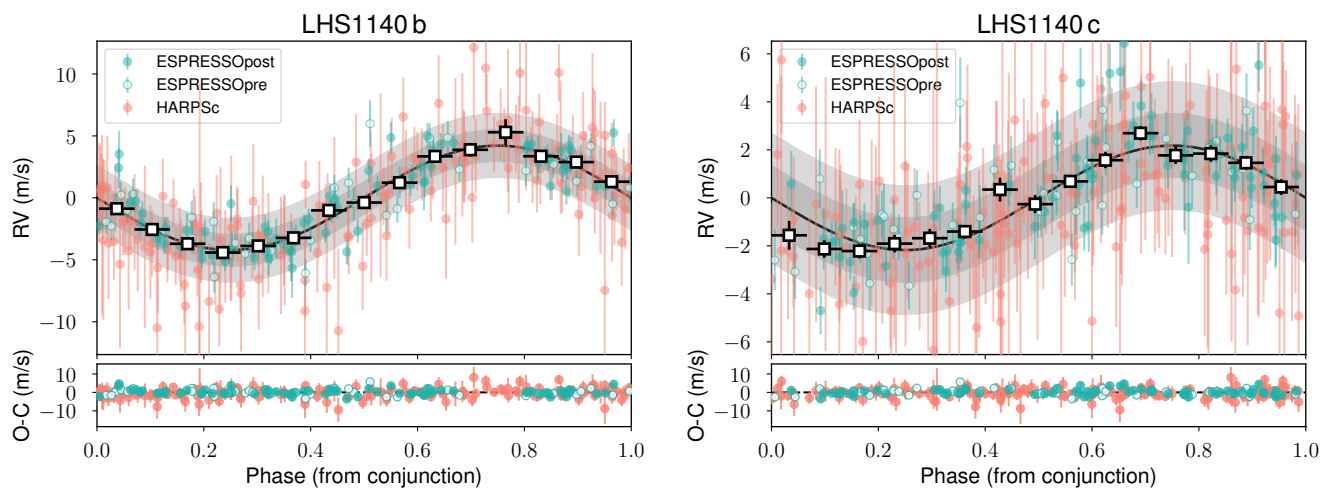 LHS1140 b
ESPRESSOpost
ESPRESSOpre
HARPSc
RV (m/s)
10
5
0
−5
−10
O-C (m/s)
10
0
−10
0.0 0.2 0.4 0.6 0.8 1.0
Phase (from conjunction)
LHS1140 c
ESPRESSOpost
ESPRESSOpre
HARPSc
RV (m/s)
6
4
2
0
−2
−4
−6
O-C (m/s)
10
0
−10
0.0 0.2 0.4 0.6 0.8 1.0
Phase (from conjunction)